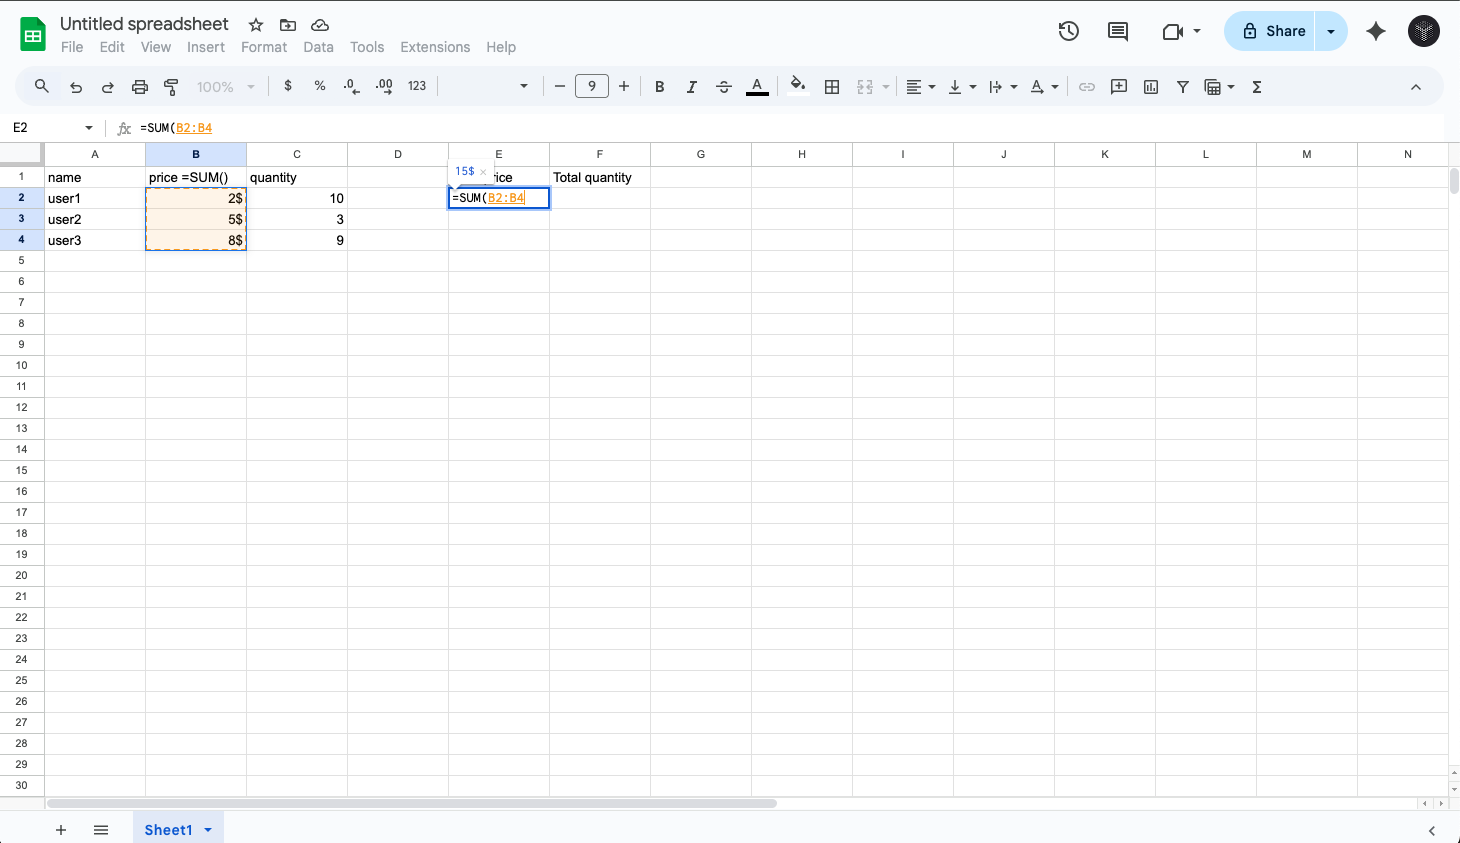 Untitled spreadsheet
File Edit View Insert Format Data Tools Extensions Help
Share
100% $ % .0 .00 123 9 B I A A Σ
E2 fx =SUM(B2:B4
A B C D E F G H I J K L M N
15$ ×
1 name price =SUM() quantity rice Total quantity
2 user1 2$ 10 =SUM(B2:B4
3 user2 5$ 3
4 user3 8$ 9
5
6
7
8
9
10
11
12
13
14
15
16
17
18
19
20
21
22
23
24
25
26
27
28
29
30
Sheet1